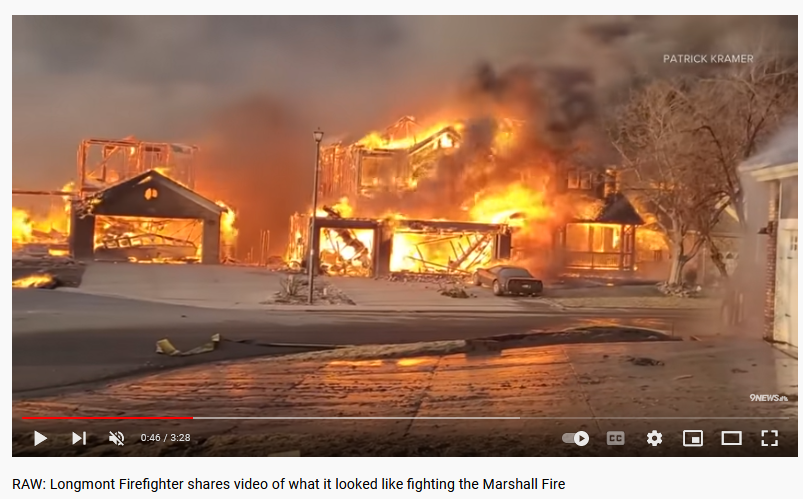 PATRICK KRAMER
9NEWS
0:46 / 3:28
CC
RAW: Longmont Firefighter shares video of what it looked like fighting the Marshall Fire